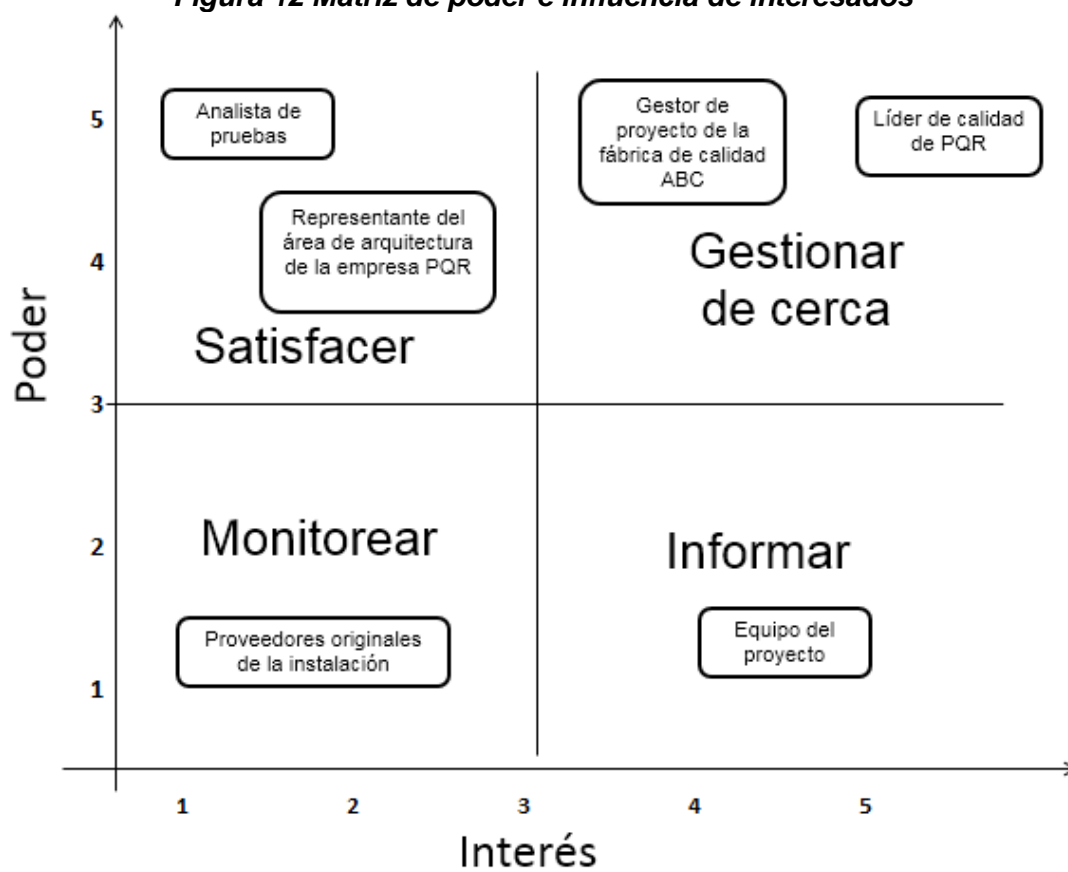 Figura 12 Matriz de poder e influencia de interesados
5
Analista de
pruebas
Gestor de
proyecto de la
fábrica de calidad
ABC
Líder de calidad
de PQR
Representante del
área de arquitectura
de la empresa PQR
4
Gestionar
de cerca
Poder
Satisfacer
3
Monitorear
2
Informar
Proveedores originales
de la instalación
Equipo del
proyecto
1
1 2 3 4 5
Interés